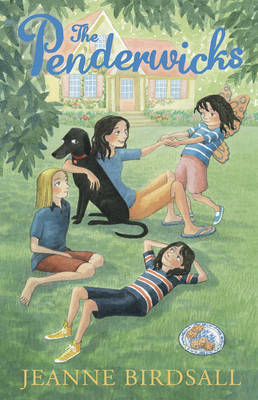 The
Penderwicks
JEANNE BIRDSALL